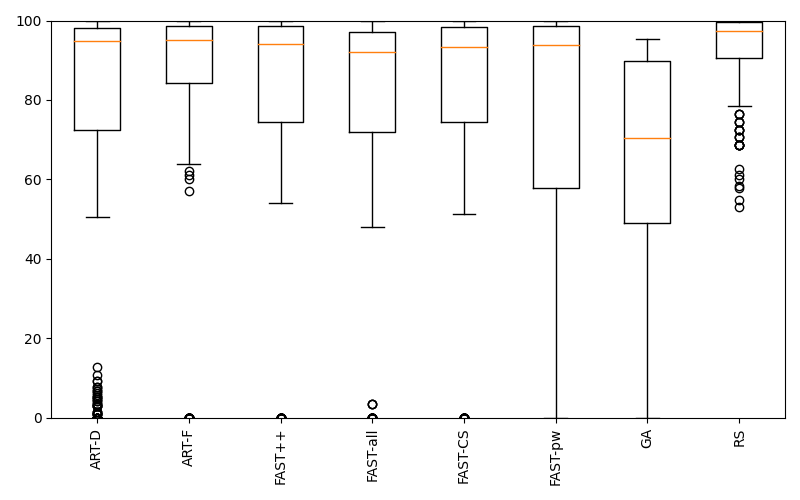 100
80
60
40
20
0
ART-D
ART-F
FAST++
FAST-all
FAST-CS
FAST-pw
GA
RS